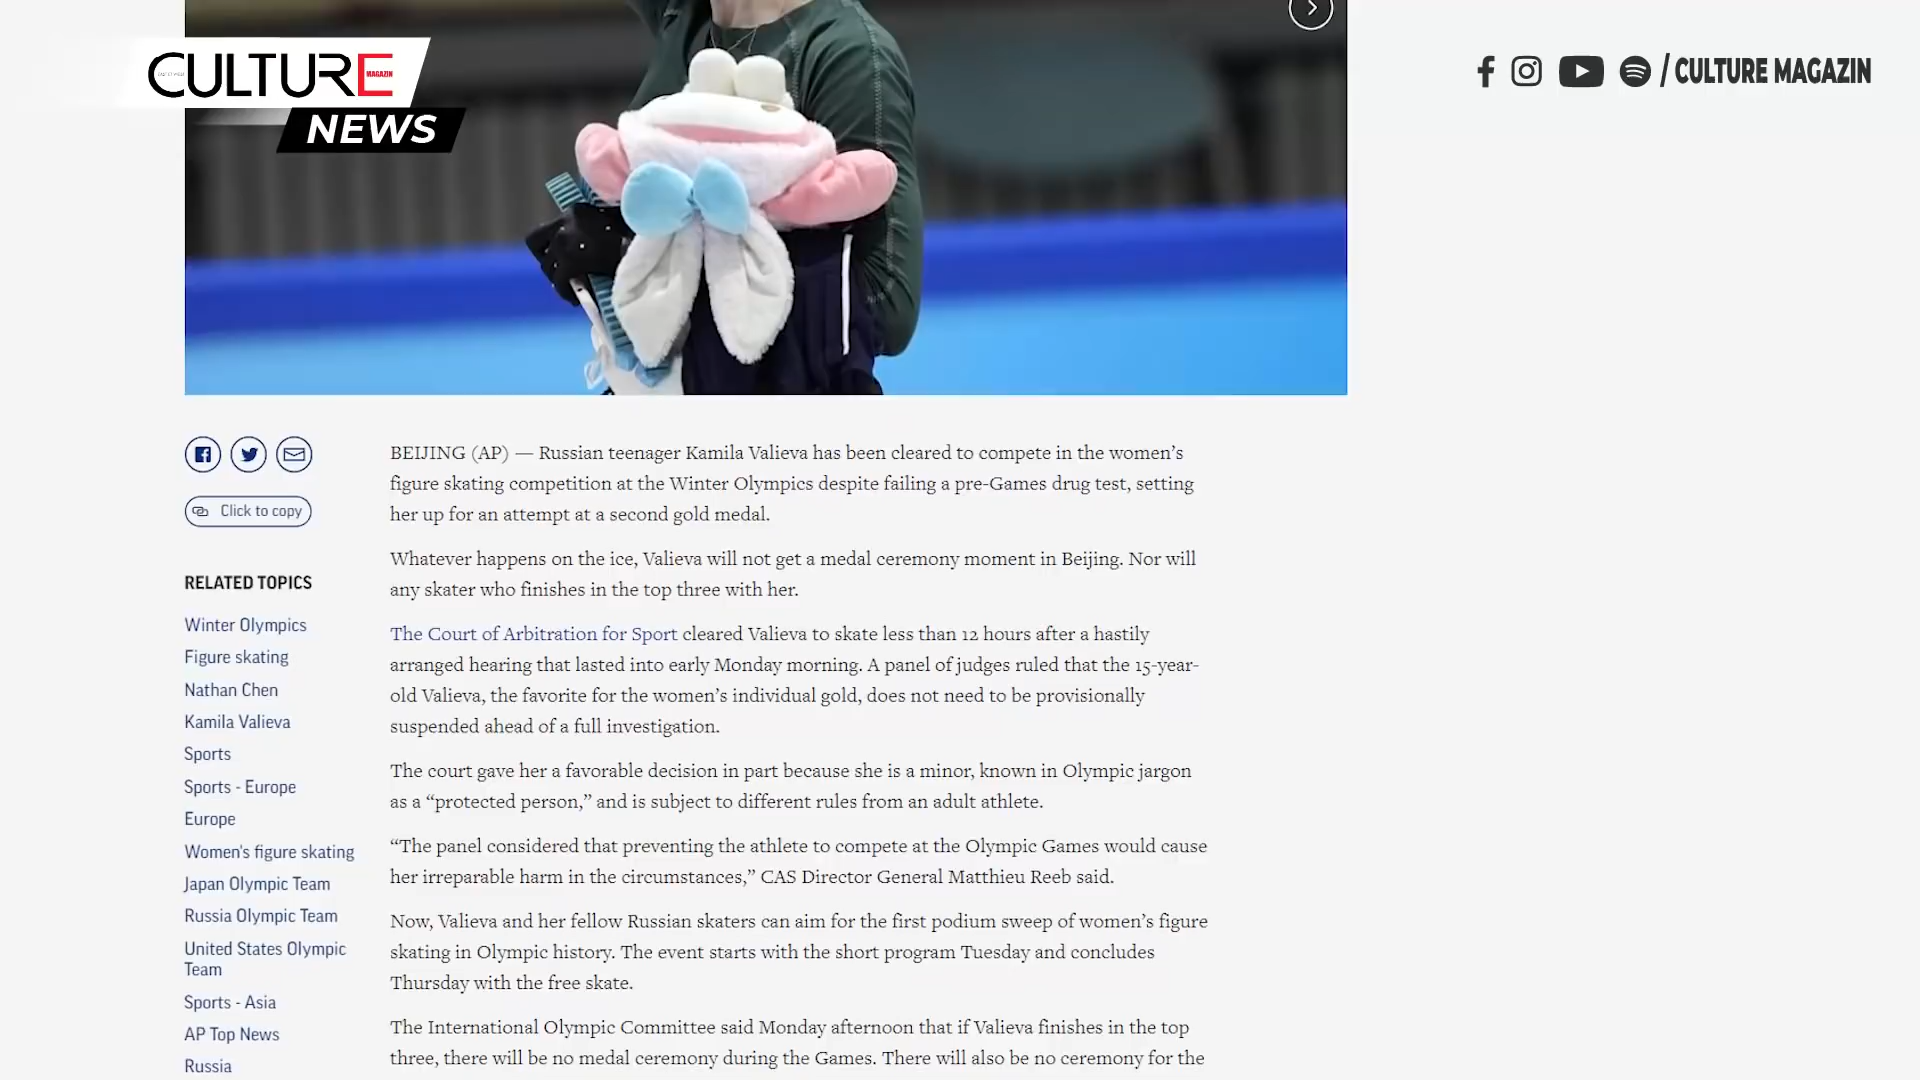 CULTURE
MAGAZIN
NEWS
/ CULTURE MAGAZIN
Click to copy
RELATED TOPICS
Winter Olympics
Figure skating
Nathan Chen
Kamila Valieva
Sports
Sports - Europe
Europe
Women's figure skating
Japan Olympic Team
Russia Olympic Team
United States Olympic
Team
Sports - Asia
AP Top News
Russia
BEIJING (AP) — Russian teenager Kamila Valieva has been cleared to compete in the women’s
figure skating competition at the Winter Olympics despite failing a pre-Games drug test, setting
her up for an attempt at a second gold medal.
Whatever happens on the ice, Valieva will not get a medal ceremony moment in Beijing. Nor will
any skater who finishes in the top three with her.
The Court of Arbitration for Sport cleared Valieva to skate less than 12 hours after a hastily
arranged hearing that lasted into early Monday morning. A panel of judges ruled that the 15-year-
old Valieva, the favorite for the women’s individual gold, does not need to be provisionally
suspended ahead of a full investigation.
The court gave her a favorable decision in part because she is a minor, known in Olympic jargon
as a “protected person,” and is subject to different rules from an adult athlete.
“The panel considered that preventing the athlete to compete at the Olympic Games would cause
her irreparable harm in the circumstances,” CAS Director General Matthieu Reeb said.
Now, Valieva and her fellow Russian skaters can aim for the first podium sweep of women’s figure
skating in Olympic history. The event starts with the short program Tuesday and concludes
Thursday with the free skate.
The International Olympic Committee said Monday afternoon that if Valieva finishes in the top
three, there will be no medal ceremony during the Games. There will also be no ceremony for the